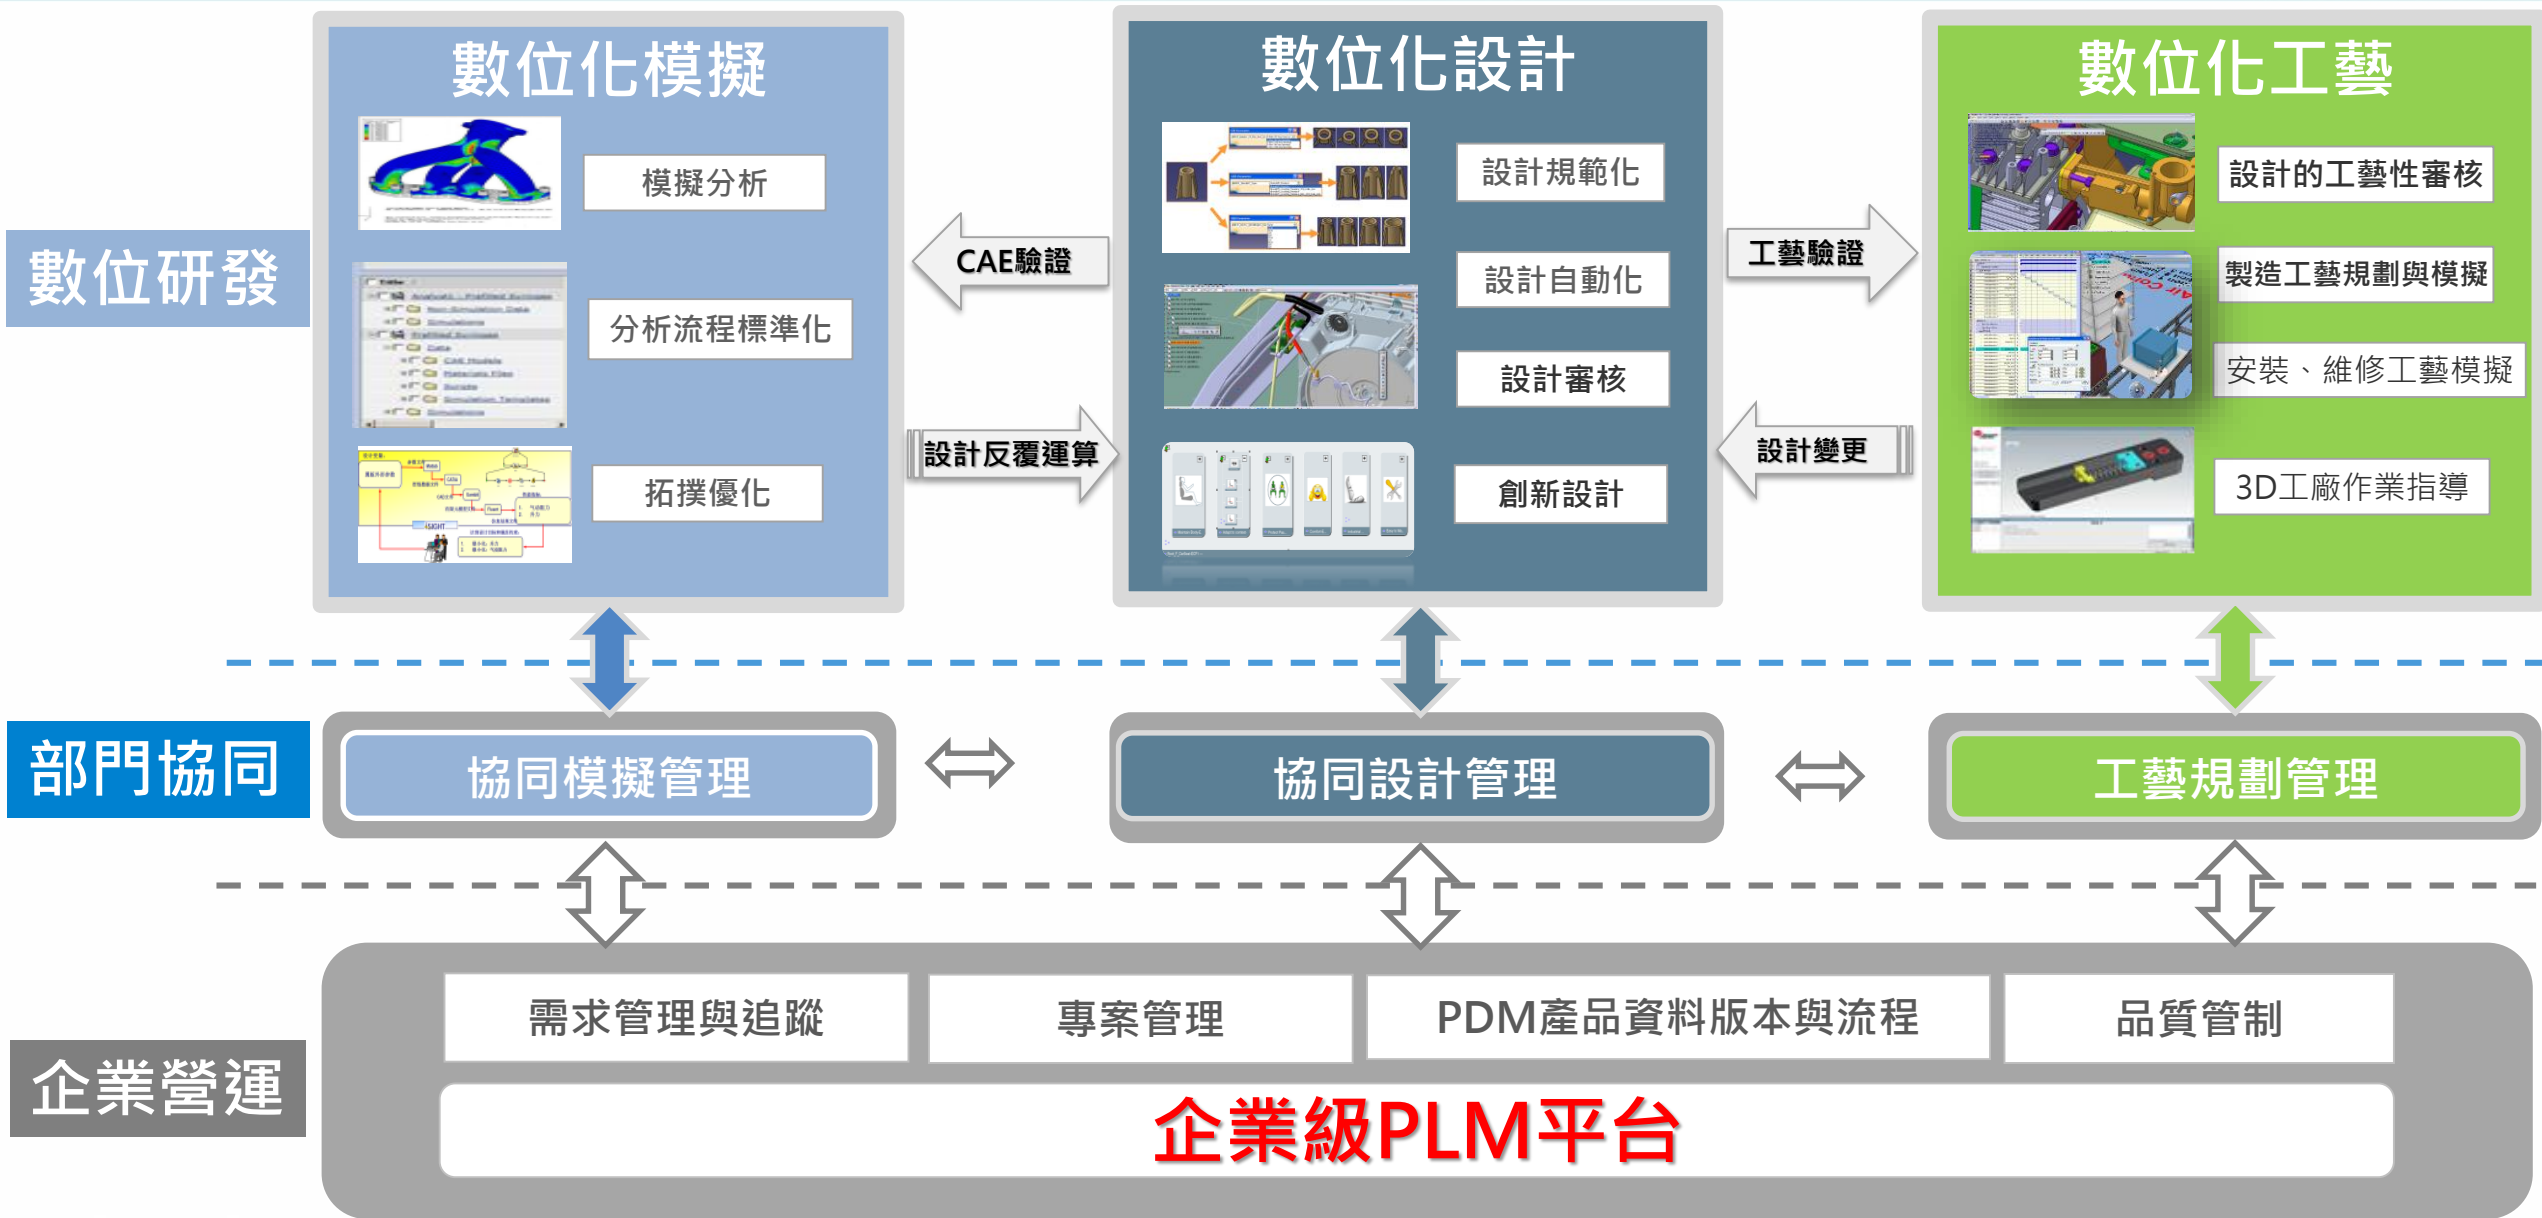 數位化模擬
數位化設計
數位化工藝
模擬分析
設計規範化
設計的工藝性審核
數位研發
CAE驗證
工藝驗證
設計自動化
製造工藝規劃與模擬
分析流程標準化
設計審核
安裝、維修工藝模擬
設計反覆運算
設計變更
拓撲優化
創新設計
3D工廠作業指導
部門協同
協同模擬管理
協同設計管理
工藝規劃管理
需求管理與追蹤
專案管理
PDM產品資料版本與流程
品質管制
企業營運
企業級PLM平台